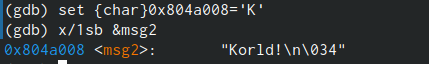 (gdb) set {char}0x804a008='K'
(gdb) x/1sb &msg2
0x804a008 <msg2>:        "Korld!\n\034"